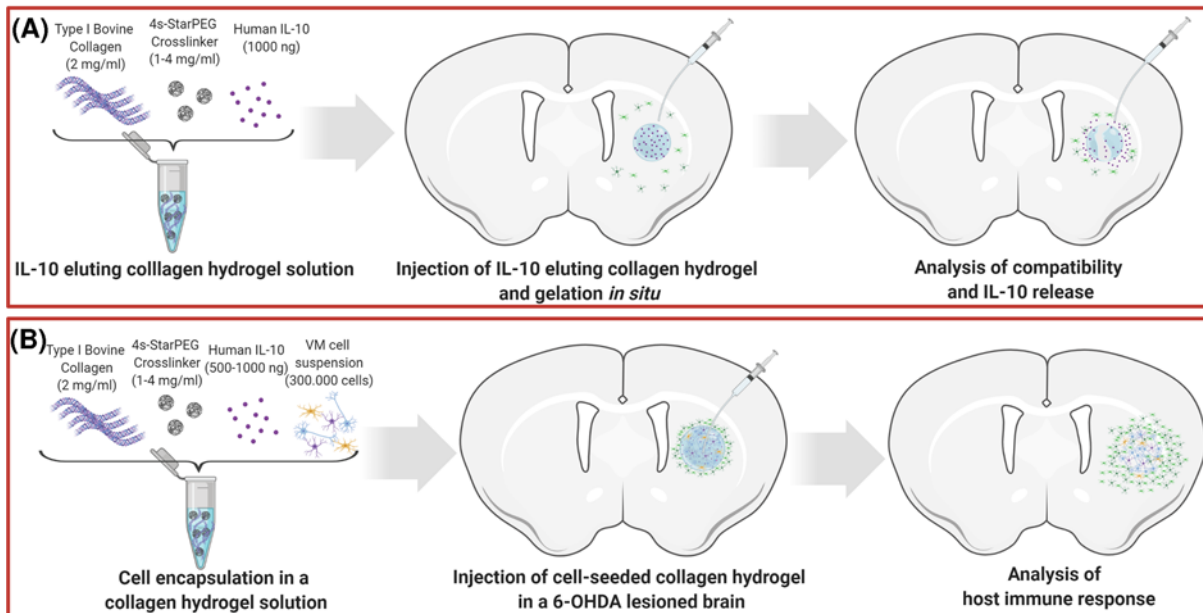 (A)
Type I Bovine
Collagen
(2 mg/ml)
4s-StarPEG
Crosslinker
(1-4 mg/ml)
Human IL-10
(1000 ng)
IL-10 eluting colllagen hydrogel solution
Injection of IL-10 eluting collagen hydrogel
and gelation in situ
Analysis of compatibility
and IL-10 release
(B)
Type I Bovine
Collagen
(2 mg/ml)
4s-StarPEG
Crosslinker
(1-4 mg/ml)
Human IL-10
(500-1000 ng)
VM cell
suspension
(300.000 cells)
Cell encapsulation in a
collagen hydrogel solution
Injection of cell-seeded collagen hydrogel
in a 6-OHDA lesioned brain
Analysis of
host immune response